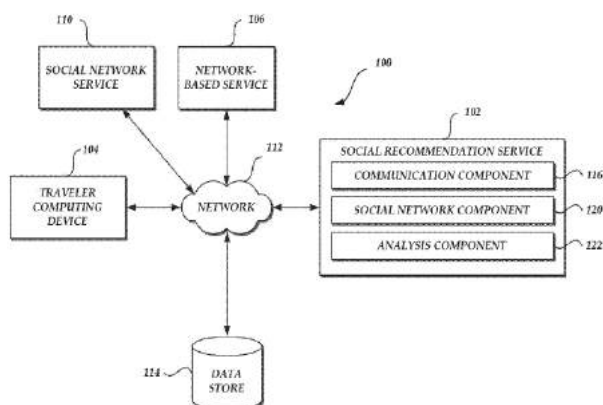 110
106
SOCIAL NETWORK
SERVICE
NETWORK-
BASED SERVICE
100
102
SOCIAL RECOMMENDATION SERVICE
COMMUNICATION COMPONENT
116
SOCIAL NETWORK COMPONENT
120
ANALYSIS COMPONENT
122
104
TRAVELER
COMPUTING
DEVICE
112
NETWORK
114
DATA
STORE